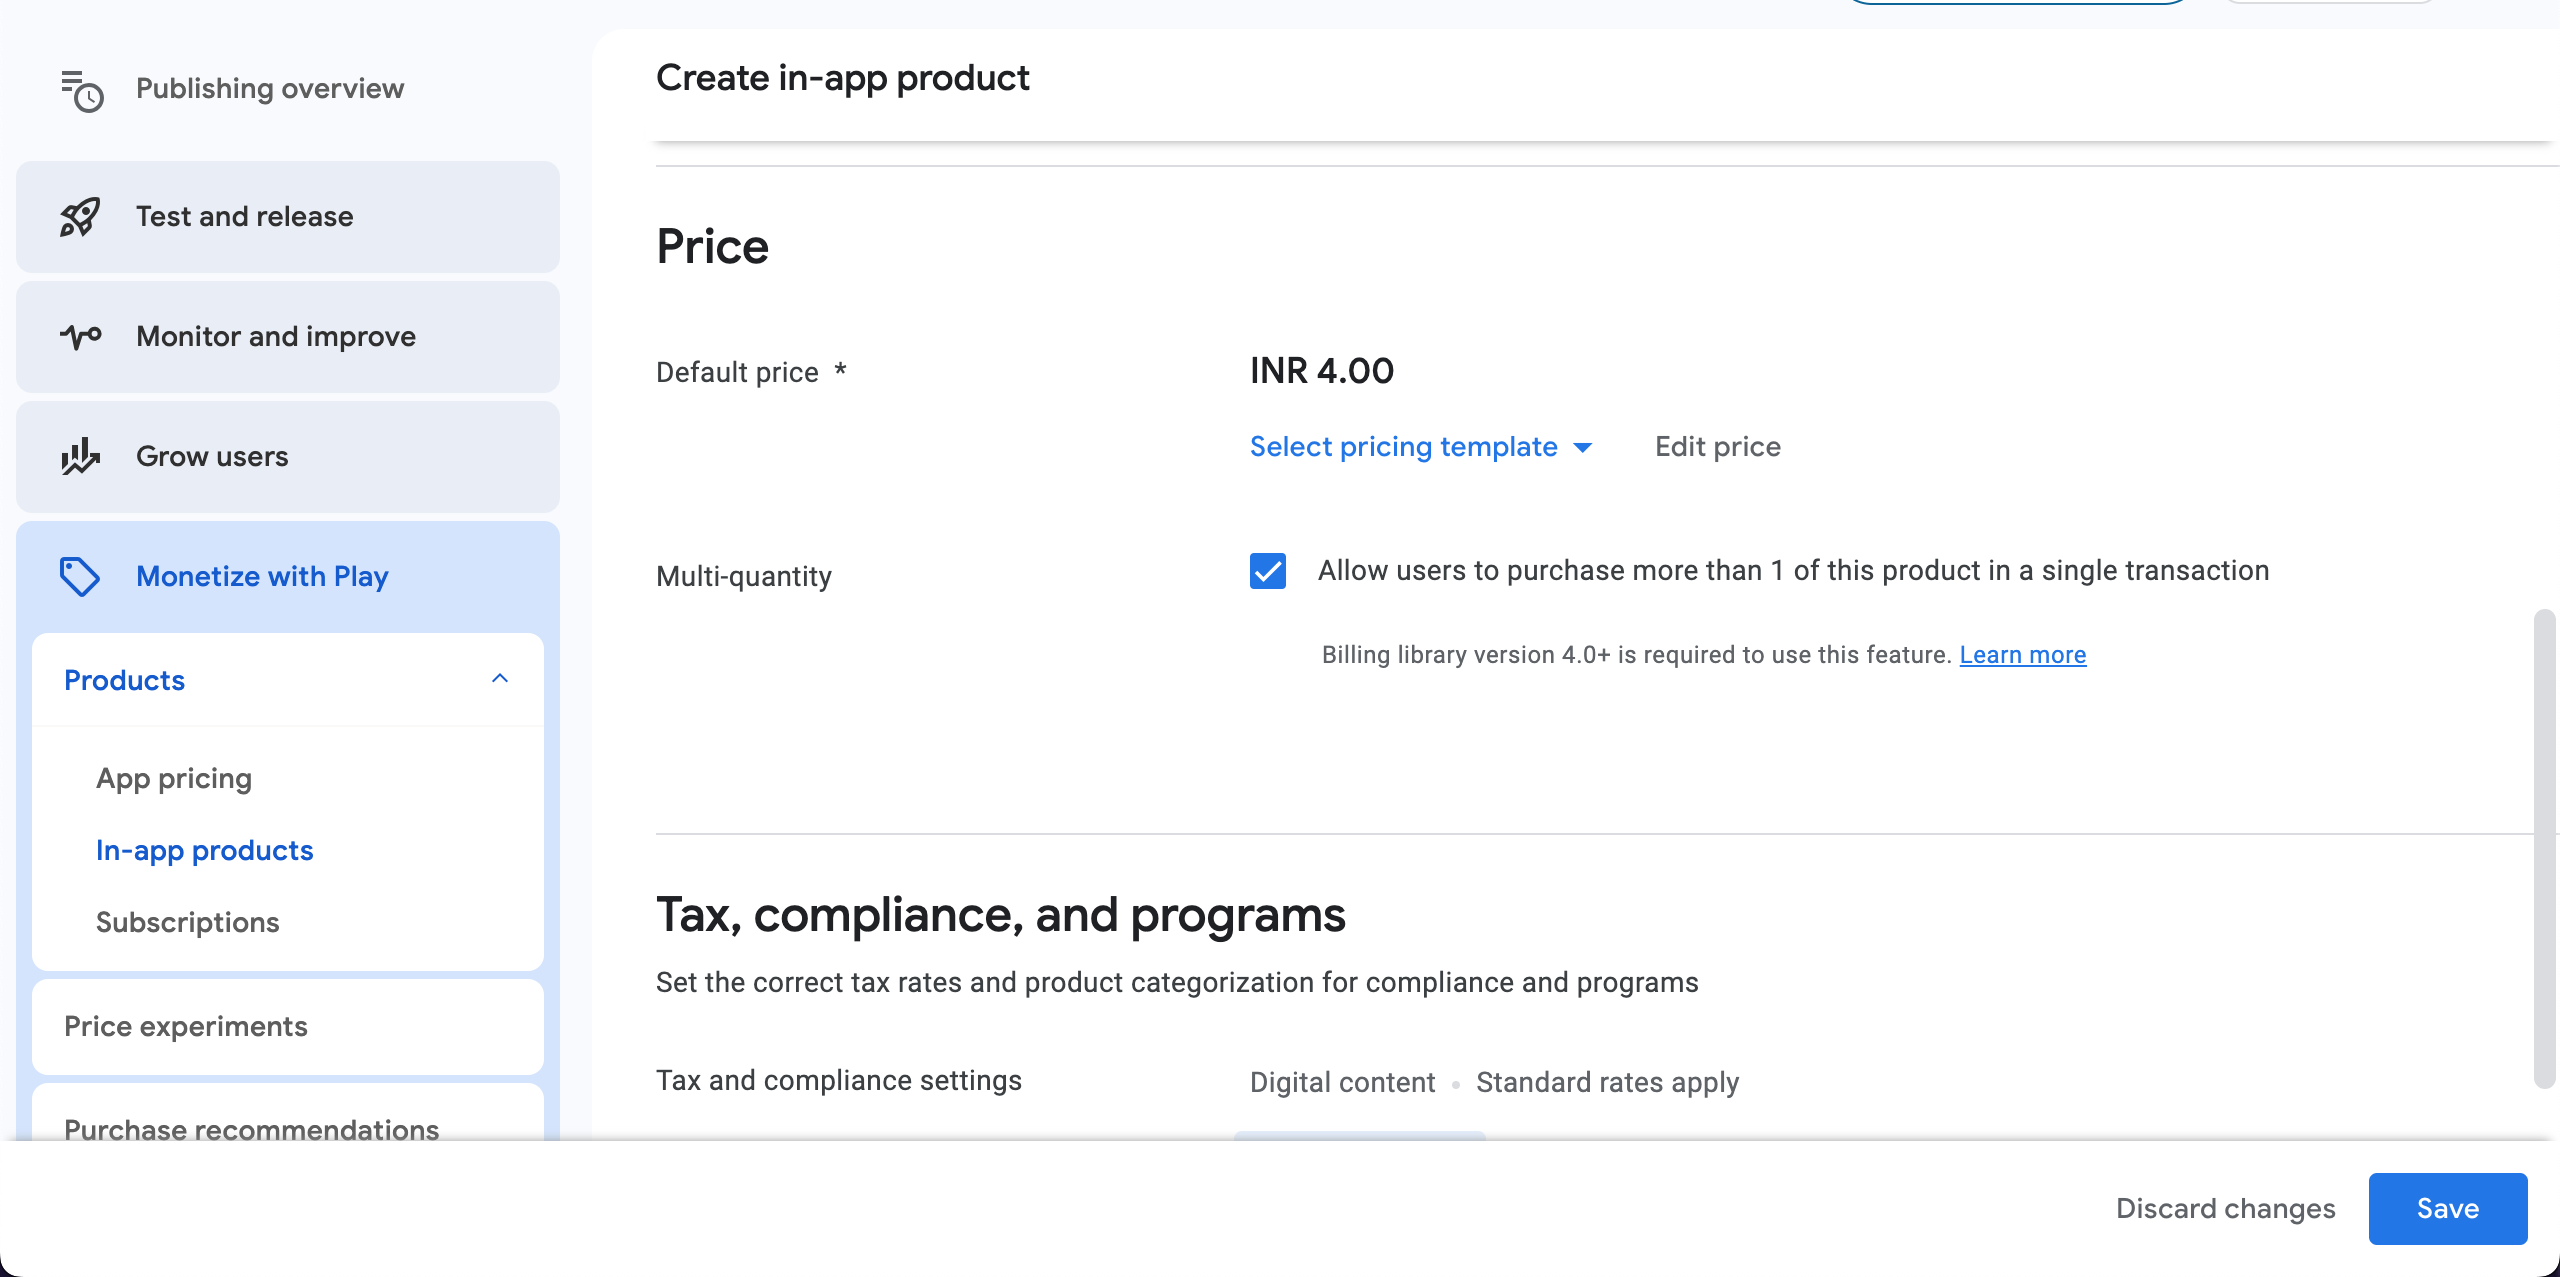 Publishing overview
Test and release
Monitor and improve
Grow users
Monetize with Play
Products
App pricing
In-app products
Subscriptions
Price experiments
Purchase recommendations
Create in-app product
Price
Default price *
INR 4.00
Select pricing template
Edit price
Multi-quantity
Allow users to purchase more than 1 of this product in a single transaction
Billing library version 4.0+ is required to use this feature. Learn more
Tax, compliance, and programs
Set the correct tax rates and product categorization for compliance and programs
Tax and compliance settings
Digital content • Standard rates apply
Discard changes
Save